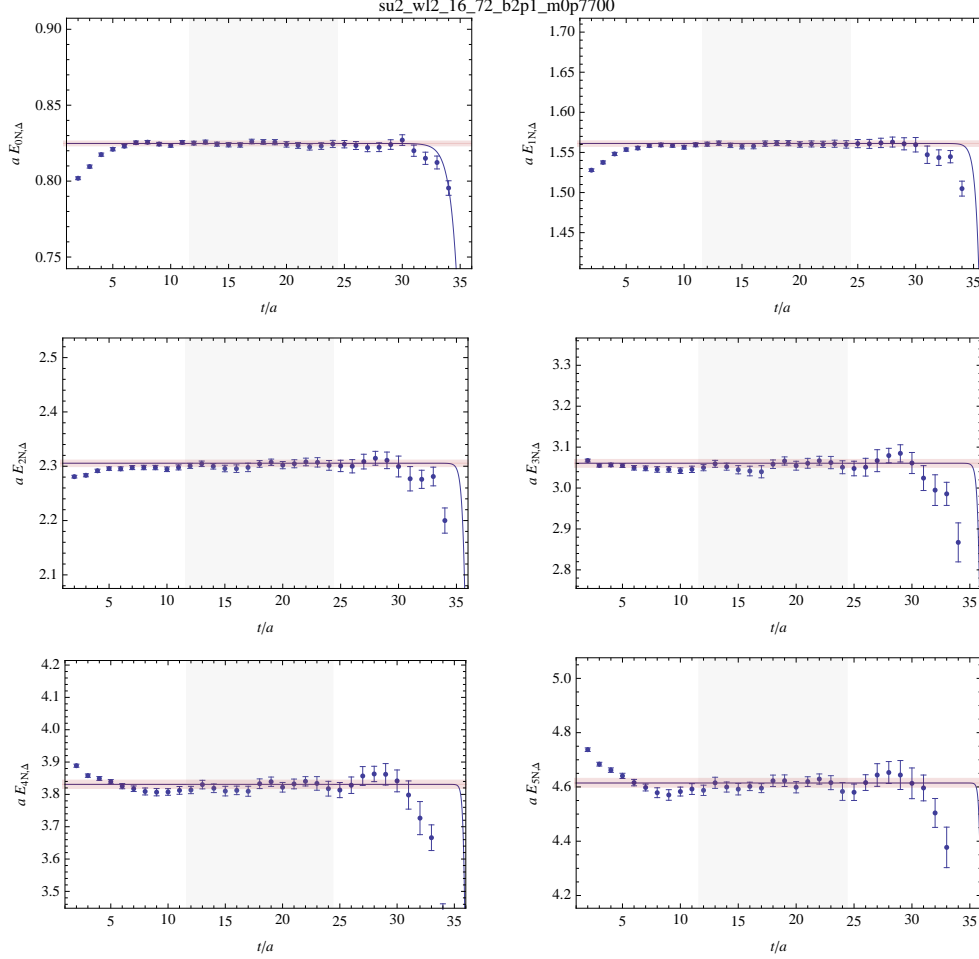 su2_wl2_16_72_b2p1_m0p7700
0.90
0.85
0.80
0.75
a E0N,Δ
5 10 15 20 25 30 35
t/a
1.70
1.65
1.60
1.55
1.50
1.45
a E1N,Δ
5 10 15 20 25 30 35
t/a
2.5
2.4
2.3
2.2
2.1
a E2N,Δ
5 10 15 20 25 30 35
t/a
3.3
3.2
3.1
3.0
2.9
2.8
a E3N,Δ
5 10 15 20 25 30 35
t/a
4.2
4.1
4.0
3.9
3.8
3.7
3.6
3.5
a E4N,Δ
5 10 15 20 25 30 35
t/a
5.0
4.8
4.6
4.4
4.2
a E5N,Δ
5 10 15 20 25 30 35
t/a